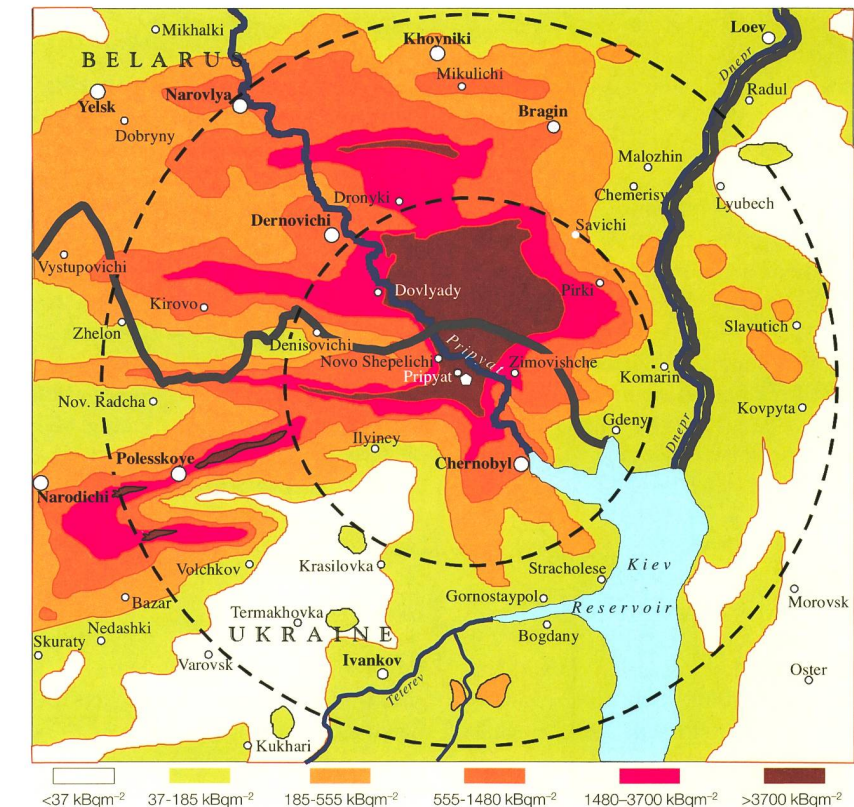 Mikhalki
Khovniki
Loev
BELARUS
Dnepr
Mikulichi
Yelsk
Narovlya
Radul
Bragin
Dobryny
Malozhin
Chemerisy
Lyubech
Dronyki
Dernovichi
Savichi
Vystupovichi
Dovlyady
Pirki
Kirovo
Zhelon
Slavutich
Denisovichi
Pripyat
Novo Shepelichi
Zimovishche
Pripyat
Komarin
Nov. Radcha
Kovpyta
Gdeny
Dnepr
Ilyiney
Polesskoye
Chernobyl
Narodichi
Volchkov
Krasilovka
Kiev
Stracholese
Bazar
Gornostaypol
Reservoir
Morovsk
Termakhovka
Nedashki
UKRAINE
Bogdany
Skuraty
Varovsk
Ivankov
Oster
Teterev
Kukhari
<37 kBqm⁻² 37-185 kBqm⁻² 185-555 kBqm⁻² 555-1480 kBqm⁻² 1480–3700 kBqm⁻² >3700 kBqm⁻²